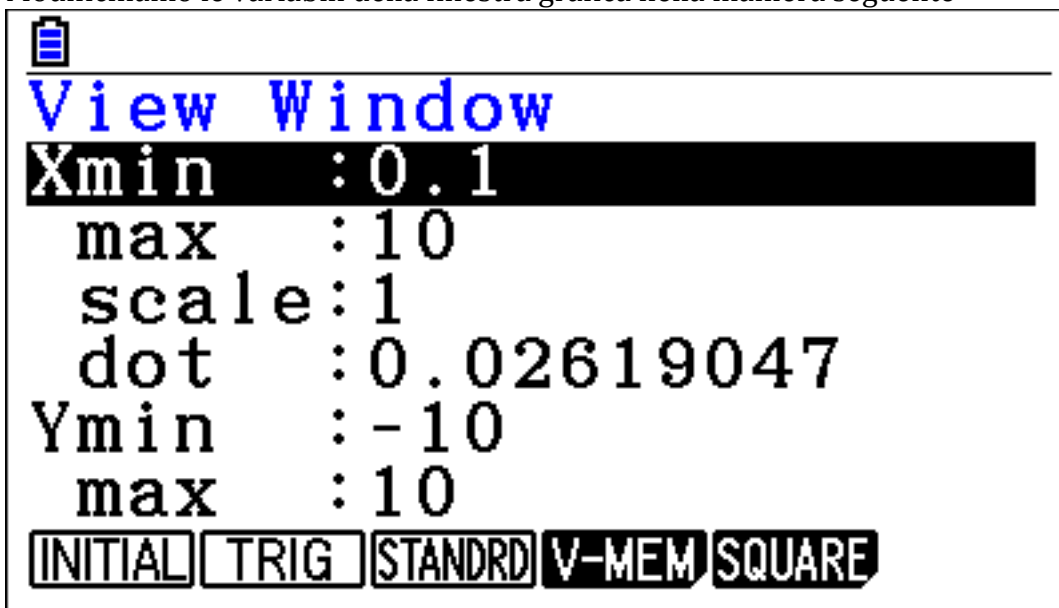 View Window
Xmin :0.1
max :10
scale:1
dot :0.02619047
Ymin :-10
max :10
INITIAL TRIG STANDRD V-MEM SQUARE